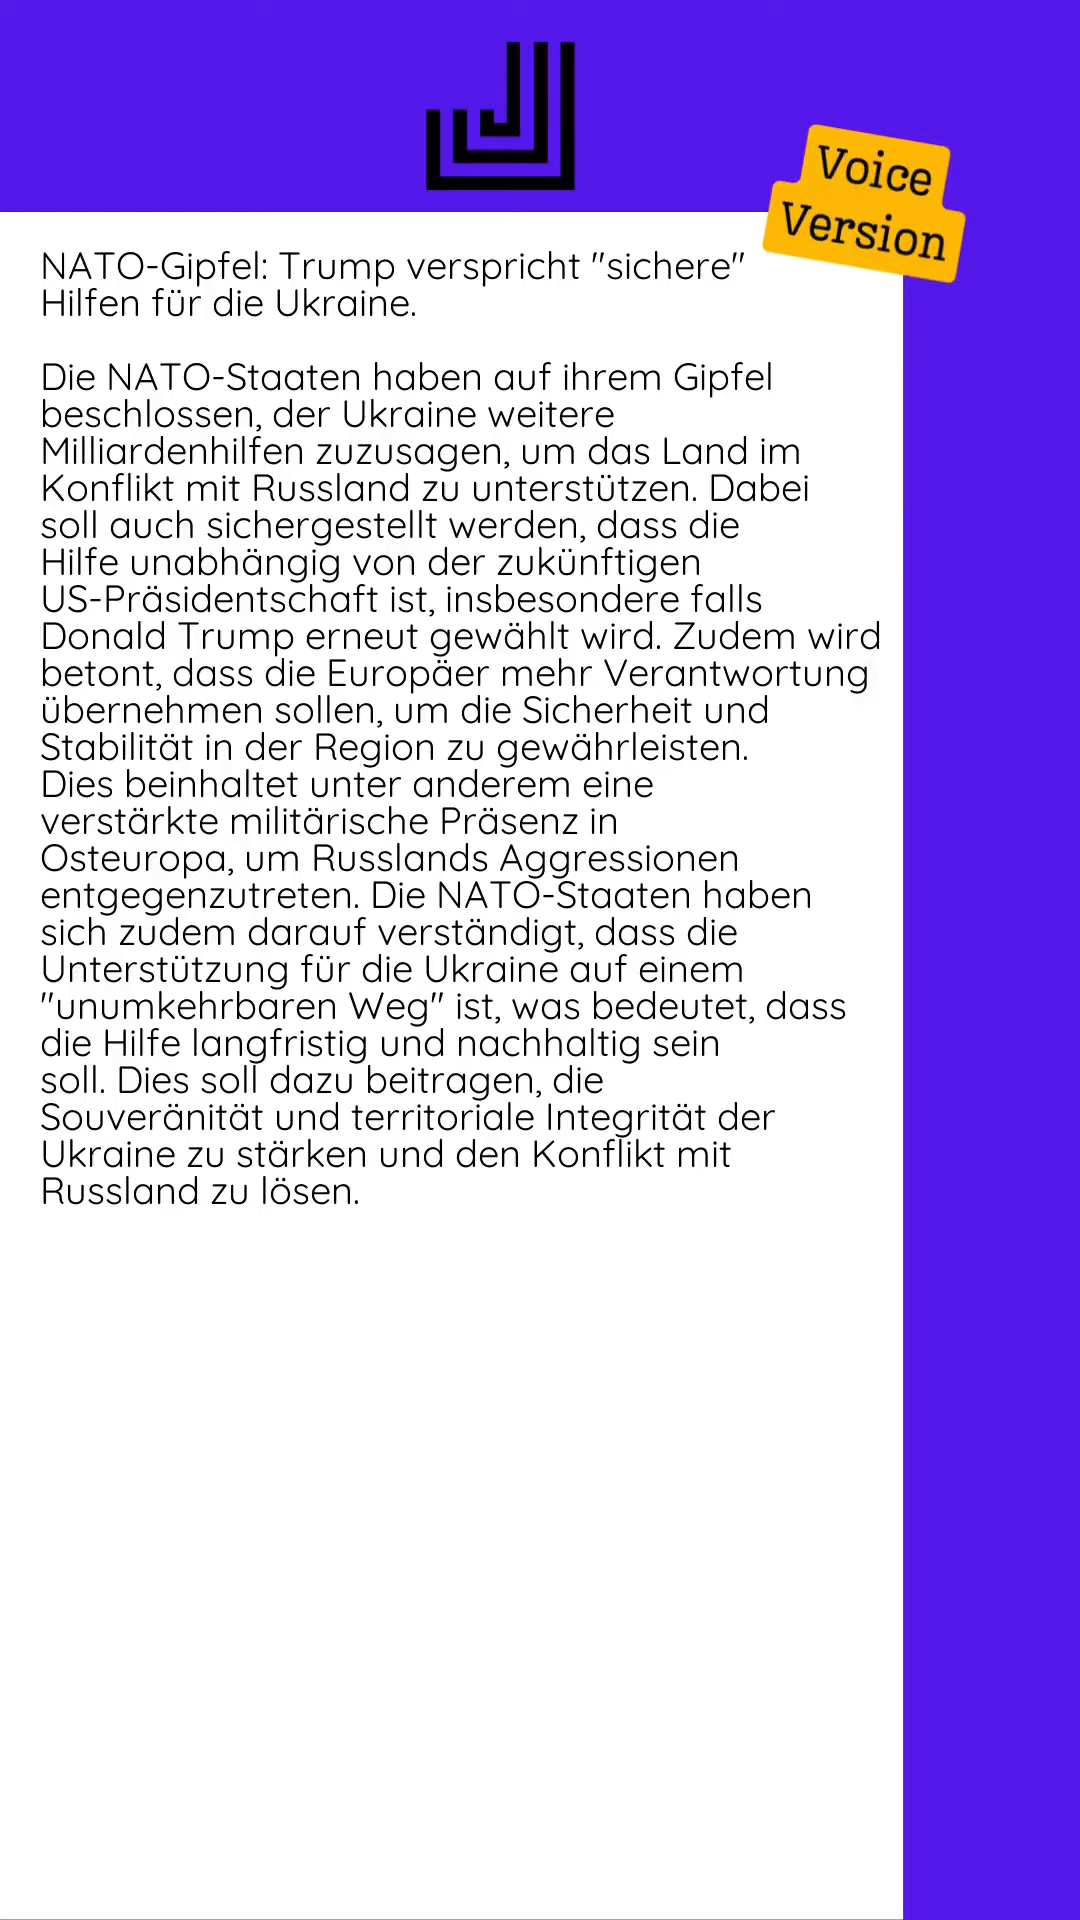 Voice
Version
NATO-Gipfel: Trump verspricht "sichere"
Hilfen für die Ukraine.
Die NATO-Staaten haben auf ihrem Gipfel
beschlossen, der Ukraine weitere
Milliardenhilfen zuzusagen, um das Land im
Konflikt mit Russland zu unterstützen. Dabei
soll auch sichergestellt werden, dass die
Hilfe unabhängig von der zukünftigen
US-Präsidentschaft ist, insbesondere falls
Donald Trump erneut gewählt wird. Zudem wird
betont, dass die Europäer mehr Verantwortung
übernehmen sollen, um die Sicherheit und
Stabilität in der Region zu gewährleisten.
Dies beinhaltet unter anderem eine
verstärkte militärische Präsenz in
Osteuropa, um Russlands Aggressionen
entgegenzutreten. Die NATO-Staaten haben
sich zudem darauf verständigt, dass die
Unterstützung für die Ukraine auf einem
"unumkehrbaren Weg" ist, was bedeutet, dass
die Hilfe langfristig und nachhaltig sein
soll. Dies soll dazu beitragen, die
Souveränität und territoriale Integrität der
Ukraine zu stärken und den Konflikt mit
Russland zu lösen.